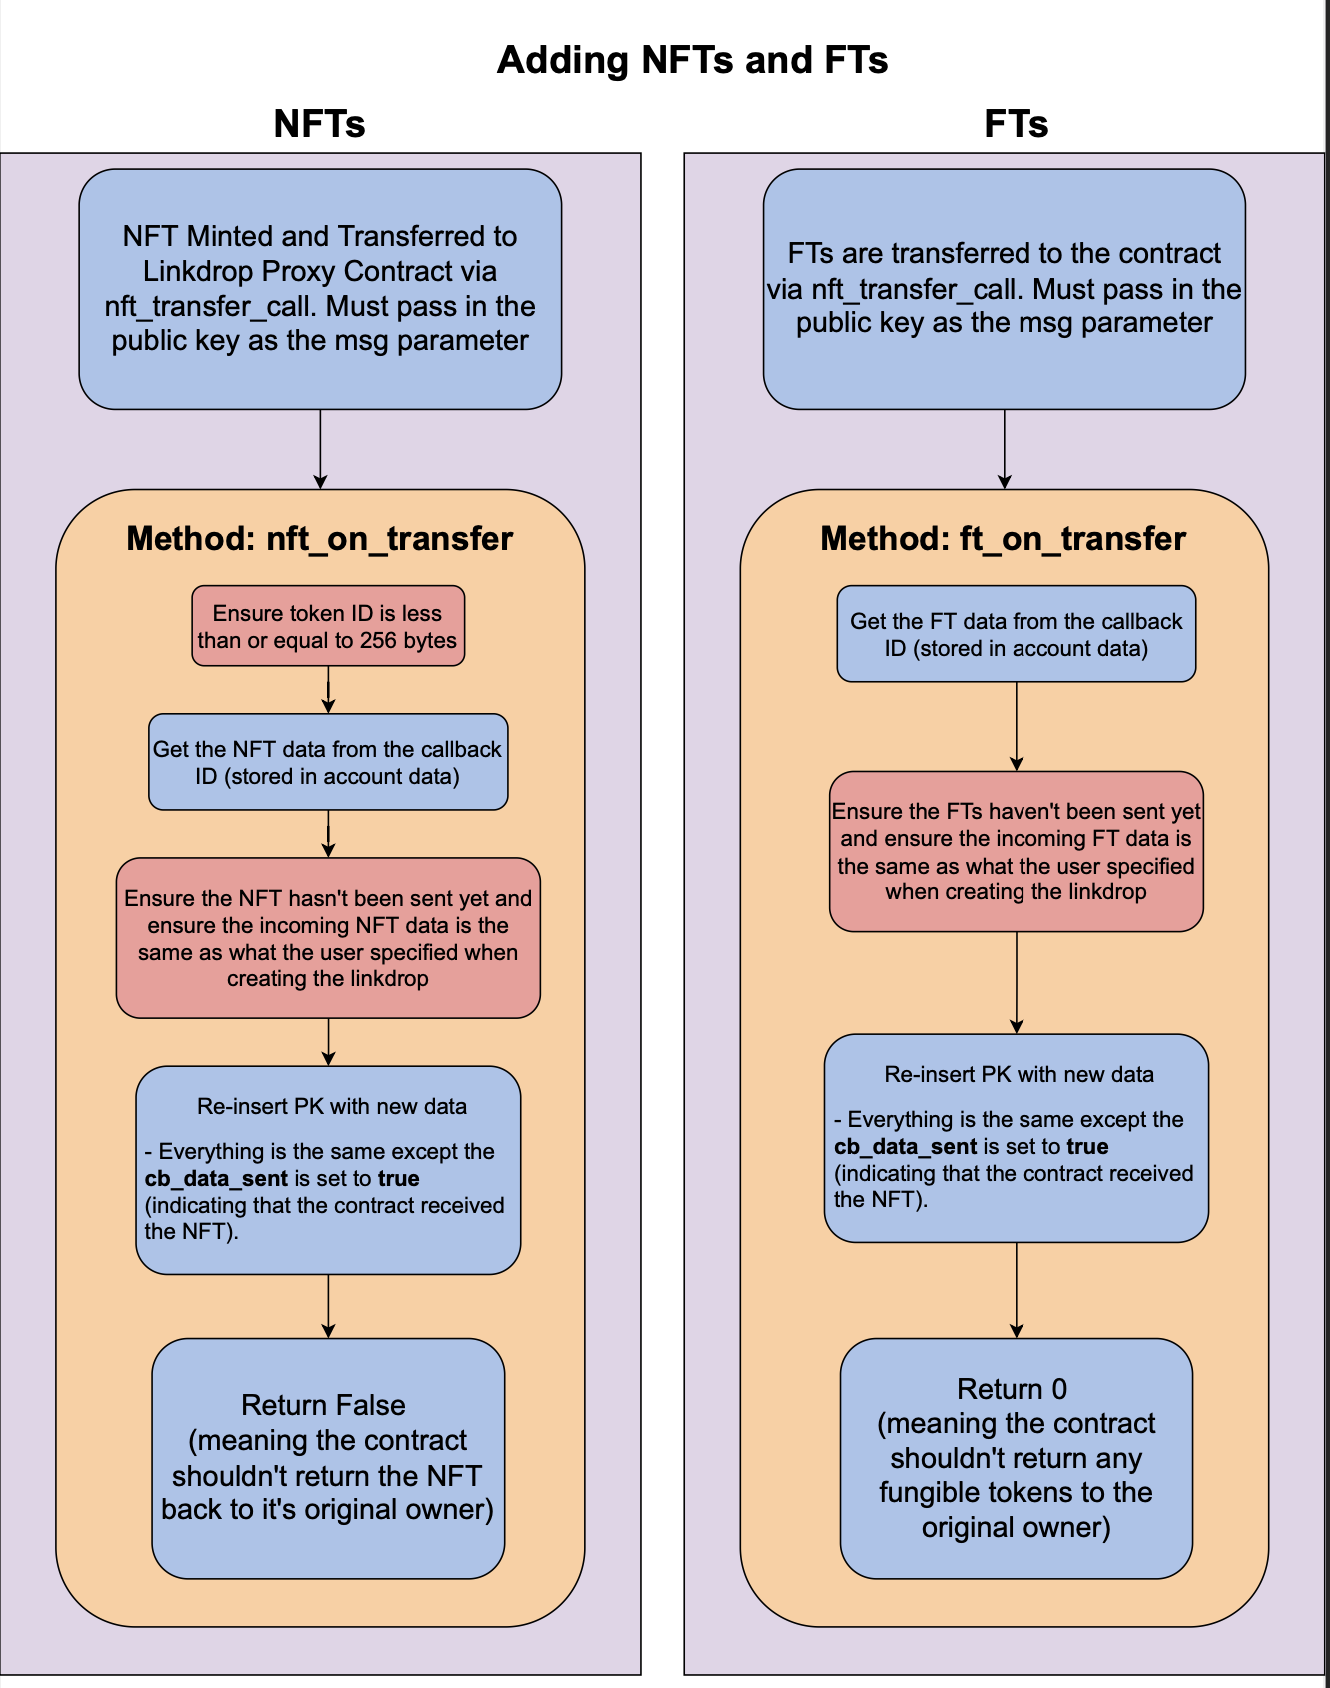 Adding NFTs and FTs
NFTs
NFT Minted and Transferred to
Linkdrop Proxy Contract via
nft_transfer_call. Must pass in the
public key as the msg parameter
Method: nft_on_transfer
Ensure token ID is less
than or equal to 256 bytes
Get the NFT data from the callback
ID (stored in account data)
Ensure the NFT hasn't been sent yet and
ensure the incoming NFT data is the
same as what the user specified when
creating the linkdrop
Re-insert PK with new data
- Everything is the same except the
cb_data_sent is set to true
(indicating that the contract received
the NFT).
Return False
(meaning the contract
shouldn't return the NFT
back to it's original owner)
FTs
FTs are transferred to the contract
via nft_transfer_call. Must pass in the
public key as the msg parameter
Method: ft_on_transfer
Get the FT data from the callback
ID (stored in account data)
Ensure the FTs haven't been sent yet
and ensure the incoming FT data is
the same as what the user specified
when creating the linkdrop
Re-insert PK with new data
- Everything is the same except the
cb_data_sent is set to true
(indicating that the contract received
the NFT).
Return 0
(meaning the contract
shouldn't return any
fungible tokens to the
original owner)